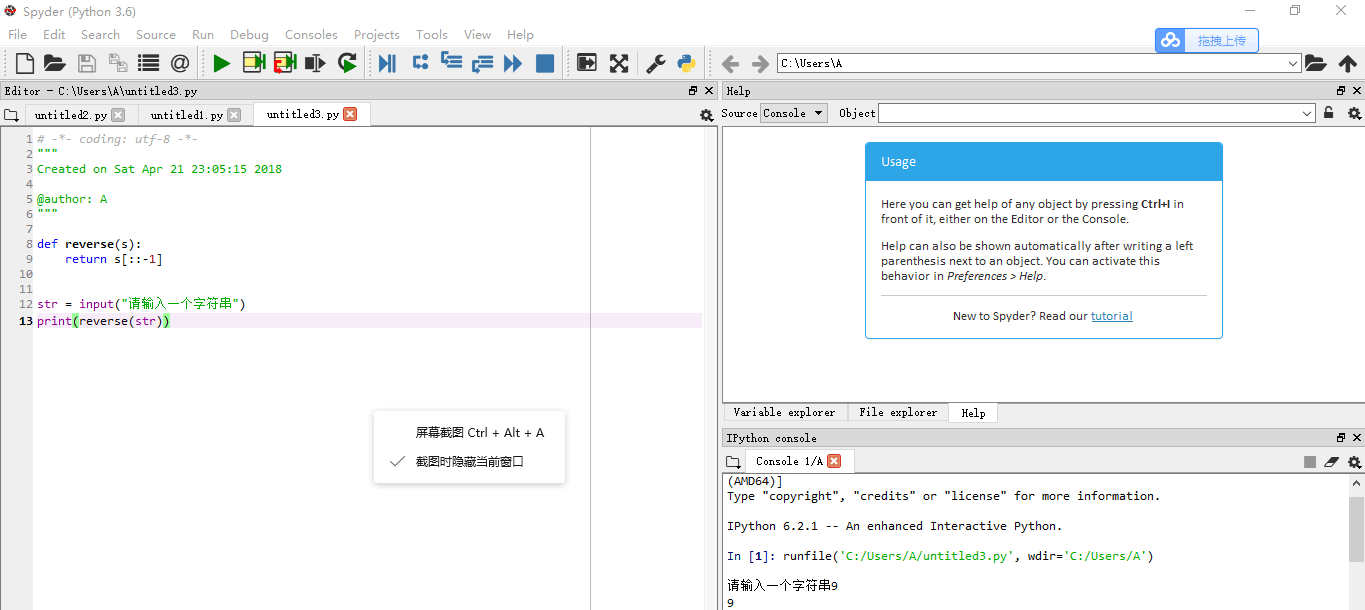 Spyder (Python 3.6)
File Edit Search Source Run Debug Consoles Projects Tools View Help
拖拽上传
C:\Users\A
Editor - C:\Users\A\untitled3.py
untitled2.py untitled1.py untitled3.py
1 # -*- coding: utf-8 -*-
2 """
3 Created on Sat Apr 21 23:05:15 2018
4
5 @author: A
6 """
7
8 def reverse(s):
9 return s[::-1]
10
11
12 str = input("请输入一个字符串")
13 print(reverse(str))
屏幕截图 Ctrl + Alt + A
截图时隐藏当前窗口
Help
Source Console Object
Usage
Here you can get help of any object by pressing Ctrl+I in
front of it, either on the Editor or the Console.
Help can also be shown automatically after writing a left
parenthesis next to an object. You can activate this
behavior in Preferences > Help.
New to Spyder? Read our tutorial
Variable explorer File explorer Help
IPython console
Console 1/A
(AMD64)]
Type "copyright", "credits" or "license" for more information.
IPython 6.2.1 -- An enhanced Interactive Python.
In [1]: runfile('C:/Users/A/untitled3.py', wdir='C:/Users/A')
请输入一个字符串9
9